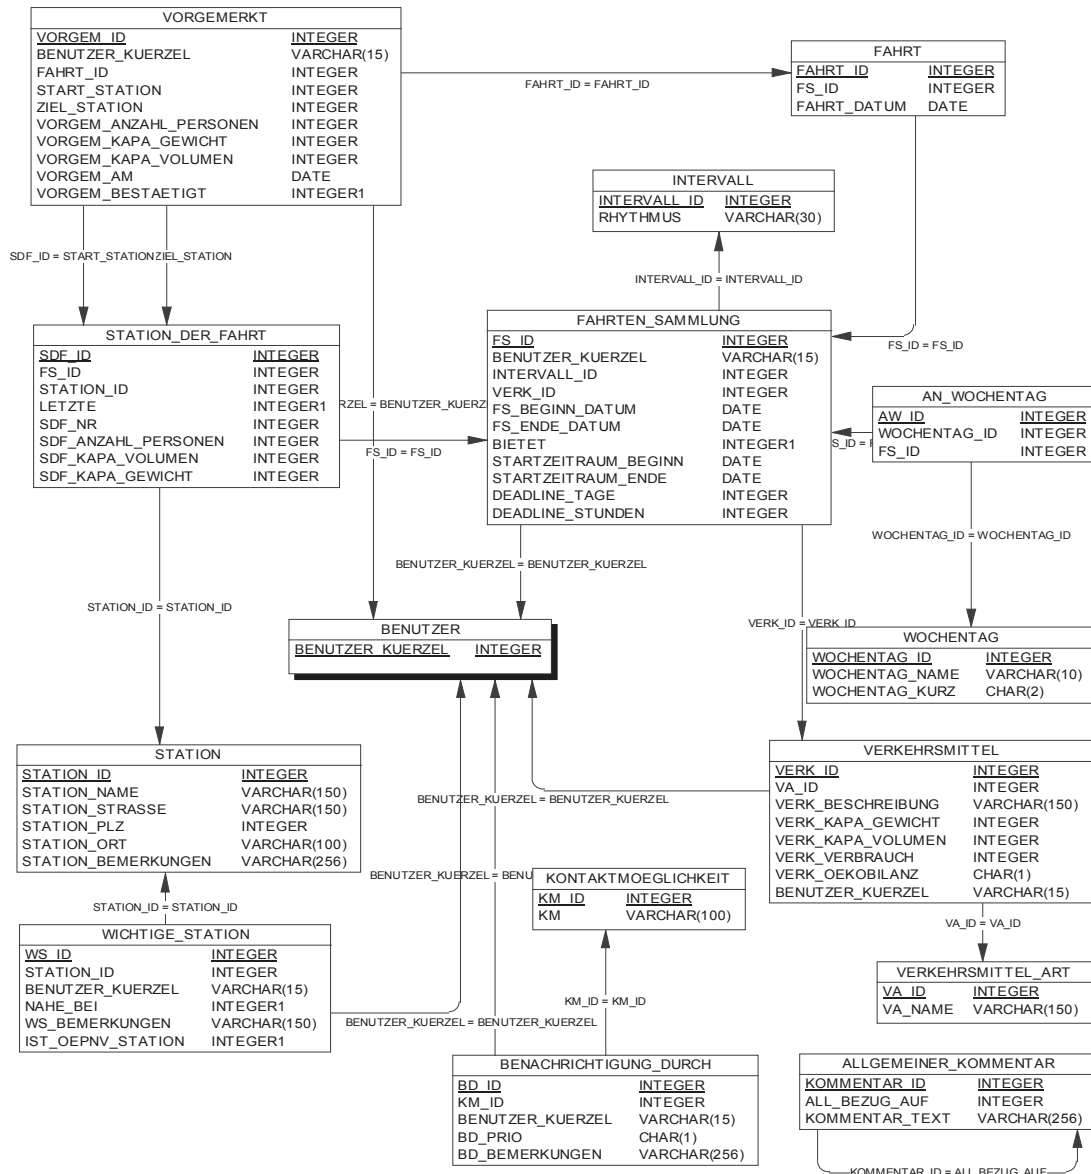 VORGEMERKT
VORGEM_ID INTEGER
BENUTZER_KUERZEL VARCHAR(15)
FAHRT_ID INTEGER
START_STATION INTEGER
ZIEL_STATION INTEGER
VORGEM_ANZAHL_PERSONEN INTEGER
VORGEM_KAPA_GEWICHT INTEGER
VORGEM_KAPA_VOLUMEN INTEGER
VORGEM_AM DATE
VORGEM_BESTAETIGT INTEGER1
FAHRT_ID = FAHRT_ID
FAHRT
FAHRT_ID INTEGER
FS_ID INTEGER
FAHRT_DATUM DATE
INTERVALL
INTERVALL_ID INTEGER
RHYTHMUS VARCHAR(30)
SDF_ID = START_STATION
ZIEL_STATION
INTERVALL_ID = INTERVALL_ID
STATION_DER_FAHRT
SDF_ID INTEGER
FS_ID INTEGER
STATION_ID INTEGER
LETZTE INTEGER1
SDF_NR INTEGER
SDF_ANZAHL_PERSONEN INTEGER
SDF_KAPA_VOLUMEN INTEGER
SDF_KAPA_GEWICHT INTEGER
RZEL = BENUTZER_KUERZ
FS_ID = FS_ID
FAHRTEN_SAMMLUNG
FS_ID INTEGER
BENUTZER_KUERZEL VARCHAR(15)
INTERVALL_ID INTEGER
VERK_ID INTEGER
FS_BEGINN_DATUM DATE
FS_ENDE_DATUM DATE
BIETET INTEGER1
STARTZEITRAUM_BEGINN DATE
STARTZEITRAUM_ENDE DATE
DEADLINE_TAGE INTEGER
DEADLINE_STUNDEN INTEGER
FS_ID = FS_ID
AN_WOCHENTAG
AW_ID INTEGER
WOCHENTAG_ID INTEGER
FS_ID INTEGER
S_ID = F
WOCHENTAG_ID = WOCHENTAG_ID
BENUTZER_KUERZEL = BENUTZER_KUERZEL
STATION_ID = STATION_ID
VERK_ID = VERK_ID
BENUTZER
BENUTZER_KUERZEL INTEGER
WOCHENTAG
WOCHENTAG_ID INTEGER
WOCHENTAG_NAME VARCHAR(10)
WOCHENTAG_KURZ CHAR(2)
STATION
STATION_ID INTEGER
STATION_NAME VARCHAR(150)
STATION_STRASSE VARCHAR(150)
STATION_PLZ INTEGER
STATION_ORT VARCHAR(100)
STATION_BEMERKUNGEN VARCHAR(256)
VERKEHRSMITTEL
VERK_ID INTEGER
VA_ID INTEGER
VERK_BESCHREIBUNG VARCHAR(150)
VERK_KAPA_GEWICHT INTEGER
VERK_KAPA_VOLUMEN INTEGER
VERK_VERBRAUCH INTEGER
VERK_OEKOBILANZ CHAR(1)
BENUTZER_KUERZEL VARCHAR(15)
BENUTZER_KUERZEL = BENUTZER_KUERZEL
BENUTZER_KUERZEL = BENU
KONTAKTMOEGLICHKEIT
KM_ID INTEGER
KM VARCHAR(100)
STATION_ID = STATION_ID
WICHTIGE_STATION
WS_ID INTEGER
STATION_ID INTEGER
BENUTZER_KUERZEL VARCHAR(15)
NAHE_BEI INTEGER1
WS_BEMERKUNGEN VARCHAR(150)
IST_OEPNV_STATION INTEGER1
BENUTZER_KUERZEL = BENUTZER_KUERZEL
KM_ID = KM_ID
VA_ID = VA_ID
VERKEHRSMITTEL_ART
VA_ID INTEGER
VA_NAME VARCHAR(150)
BENACHRICHTIGUNG_DURCH
BD_ID INTEGER
KM_ID INTEGER
BENUTZER_KUERZEL VARCHAR(15)
BD_PRIO CHAR(1)
BD_BEMERKUNGEN VARCHAR(256)
ALLGEMEINER_KOMMENTAR
KOMMENTAR_ID INTEGER
ALL_BEZUG_AUF INTEGER
KOMMENTAR_TEXT VARCHAR(256)
KOMMENTAR_ID = ALL_BEZUG_AUF